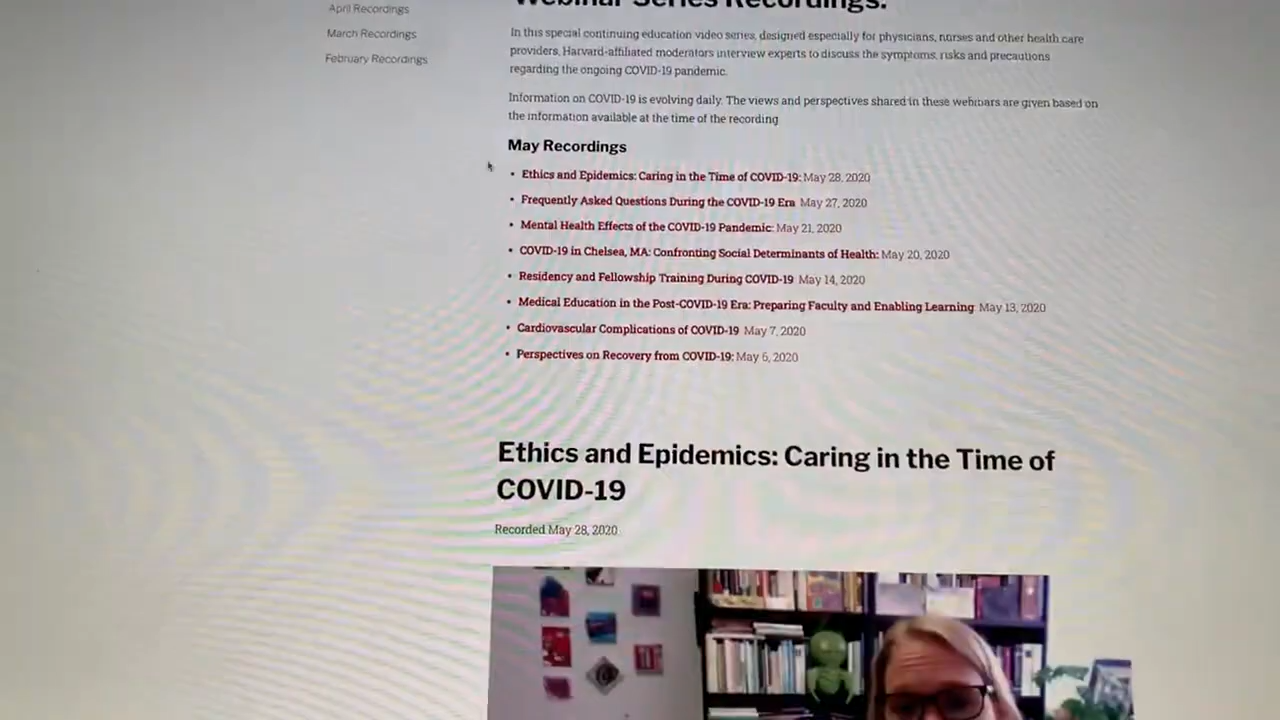 Webinar Series Recordings:
April Recordings
March Recordings
February Recordings
In this special continuing education video series, designed especially for physicians, nurses and other health care
providers, Harvard-affiliated moderators interview experts to discuss the symptoms, risks and precautions
regarding the ongoing COVID-19 pandemic.
Information on COVID-19 is evolving daily. The views and perspectives shared in these webinars are given based on
the information available at the time of the recording
May Recordings
• Ethics and Epidemics: Caring in the Time of COVID-19: May 28, 2020
• Frequently Asked Questions During the COVID-19 Era May 27, 2020
• Mental Health Effects of the COVID-19 Pandemic: May 21, 2020
• COVID-19 in Chelsea, MA: Confronting Social Determinants of Health: May 20, 2020
• Residency and Fellowship Training During COVID-19 May 14, 2020
• Medical Education in the Post-COVID-19 Era: Preparing Faculty and Enabling Learning May 13, 2020
• Cardiovascular Complications of COVID-19 May 7, 2020
• Perspectives on Recovery from COVID-19: May 6, 2020
Ethics and Epidemics: Caring in the Time of
COVID-19
Recorded May 28, 2020